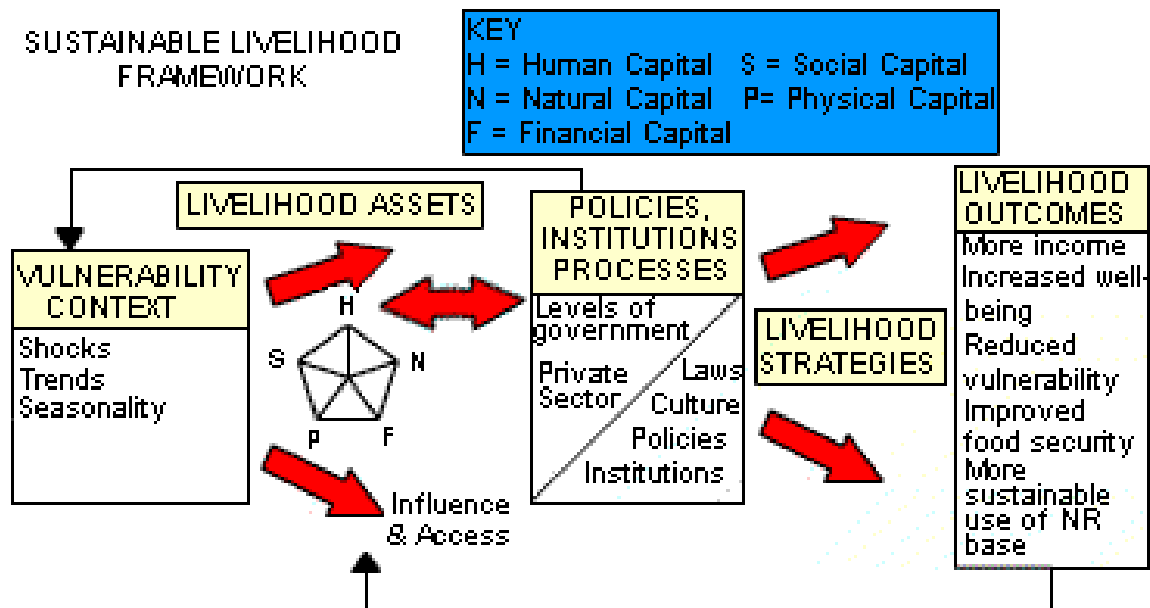 SUSTAINABLE LIVELIHOOD
FRAMEWORK
KEY
H = Human Capital S = Social Capital
N = Natural Capital P= Physical Capital
F = Financial Capital
LIVELIHOOD ASSETS
VULNERABILITY
CONTEXT
Shocks
Trends
Seasonality
H
S
N
P
F
Influence
& Access
POLICIES,
INSTITUTIONS
PROCESSES
Levels of
government
Private
Sector
Laws
Culture
Policies
Institutions
LIVELIHOOD
STRATEGIES
LIVELIHOOD
OUTCOMES
More income
Increased well-
being
Reduced
vulnerability
Improved
food security
More
sustainable
use of NR
base